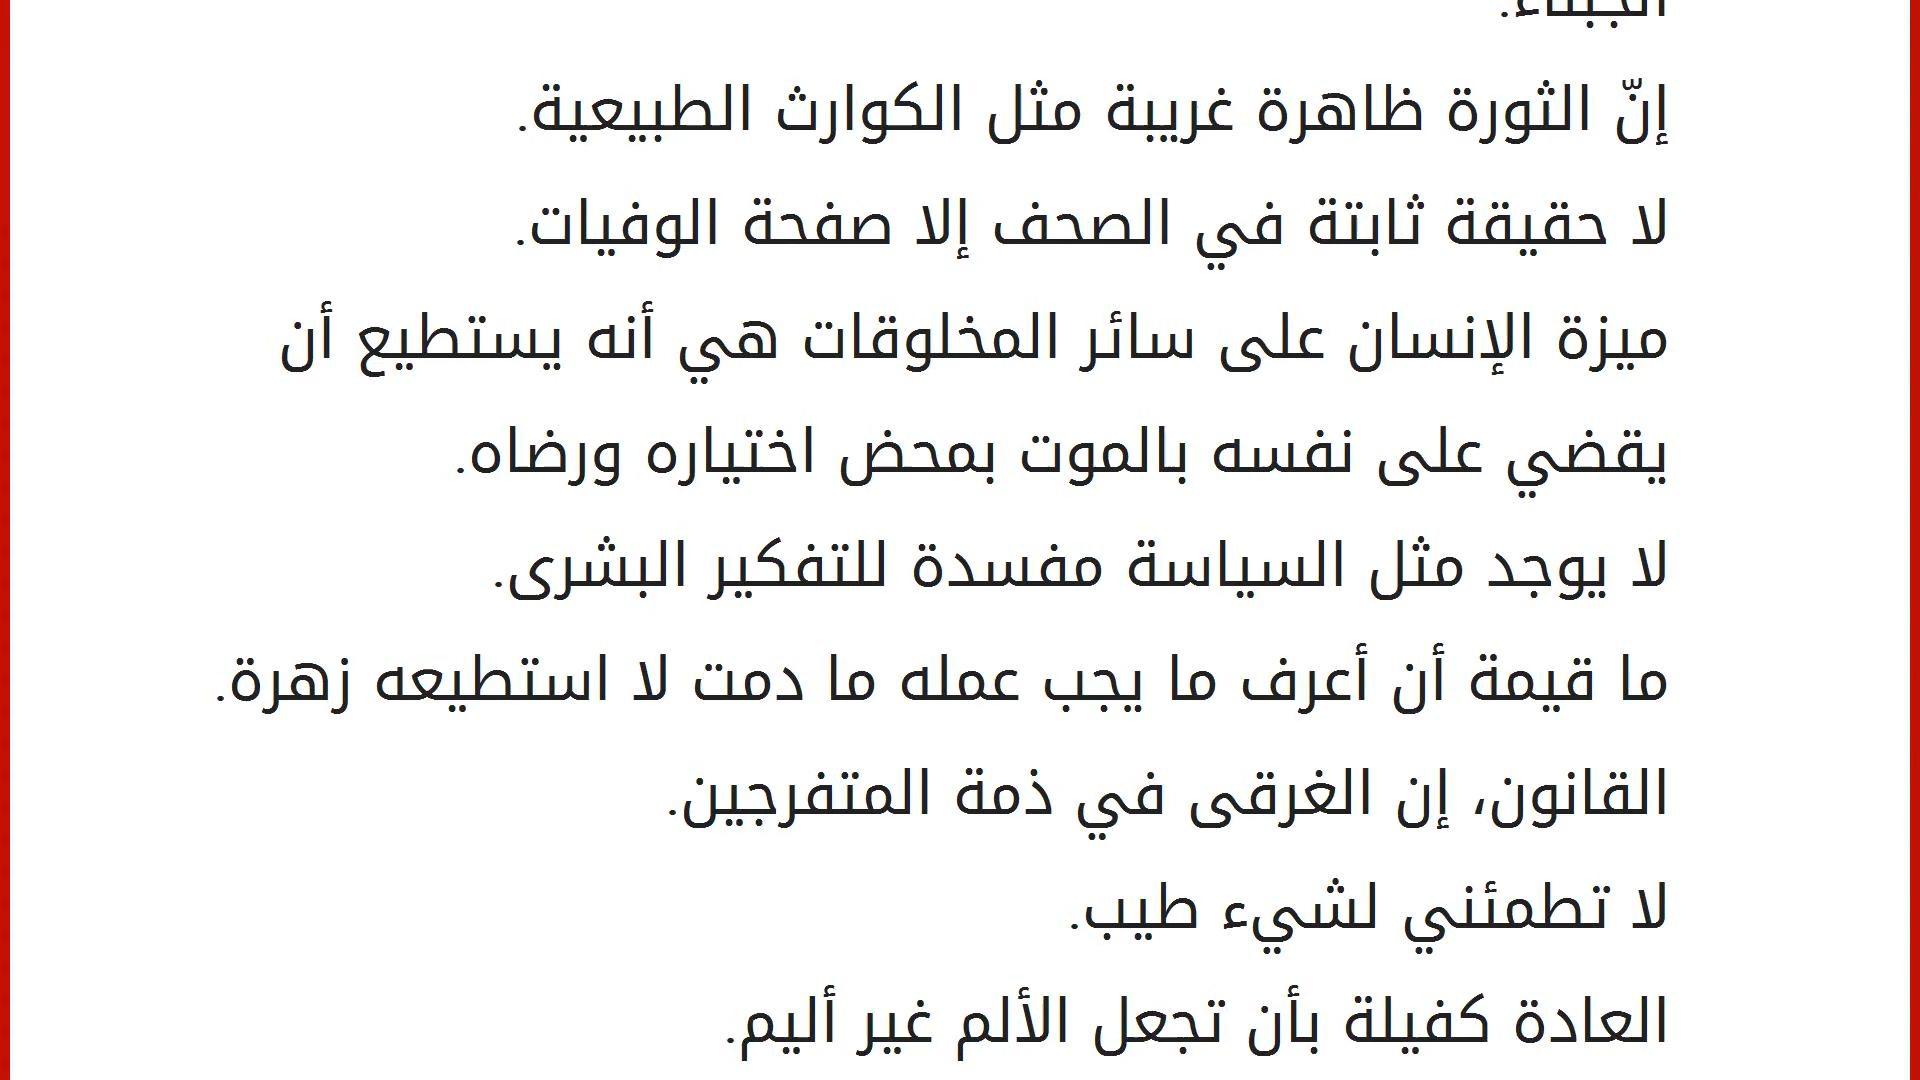 الجبناء.
إنّ الثورة ظاهرة غريبة مثل الكوارث الطبيعية.
لا حقيقة ثابتة في الصحف إلا صفحة الوفيات.
ميزة الإنسان على سائر المخلوقات هي أنه يستطيع أن
يقضي على نفسه بالموت بمحض اختياره ورضاه.
لا يوجد مثل السياسة مفسدة للتفكير البشرى.
ما قيمة أن أعرف ما يجب عمله ما دمت لا استطيعه زهرة.
القانون، إن الغرقى في ذمة المتفرجين.
لا تطمئنني لشيء طيب.
العادة كفيلة بأن تجعل الألم غير أليم.